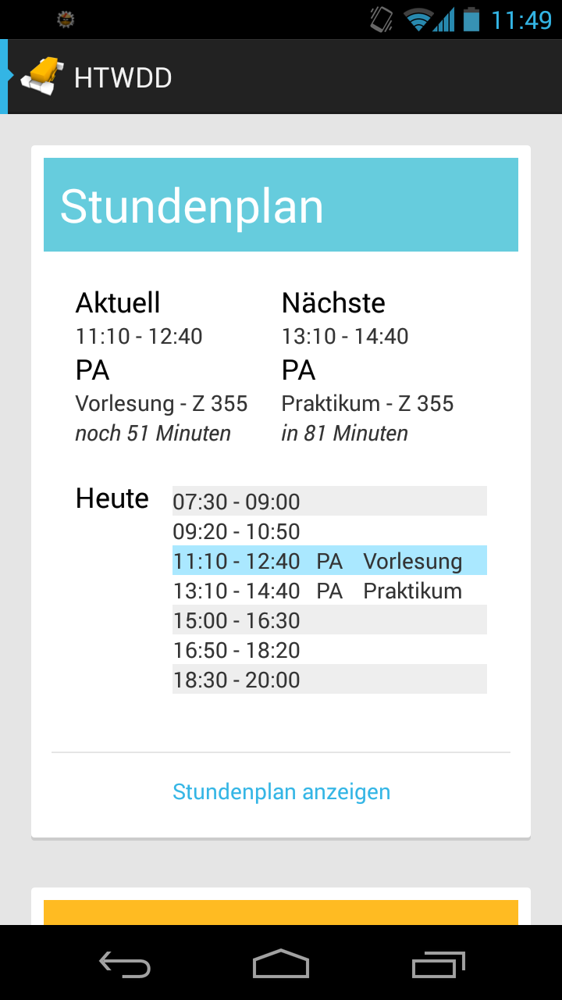 11:49
HTWDD
Stundenplan
Aktuell
11:10 - 12:40
PA
Vorlesung - Z 355
noch 51 Minuten
Nächste
13:10 - 14:40
PA
Praktikum - Z 355
in 81 Minuten
Heute
07:30 - 09:00
09:20 - 10:50
11:10 - 12:40 PA Vorlesung
13:10 - 14:40 PA Praktikum
15:00 - 16:30
16:50 - 18:20
18:30 - 20:00
Stundenplan anzeigen